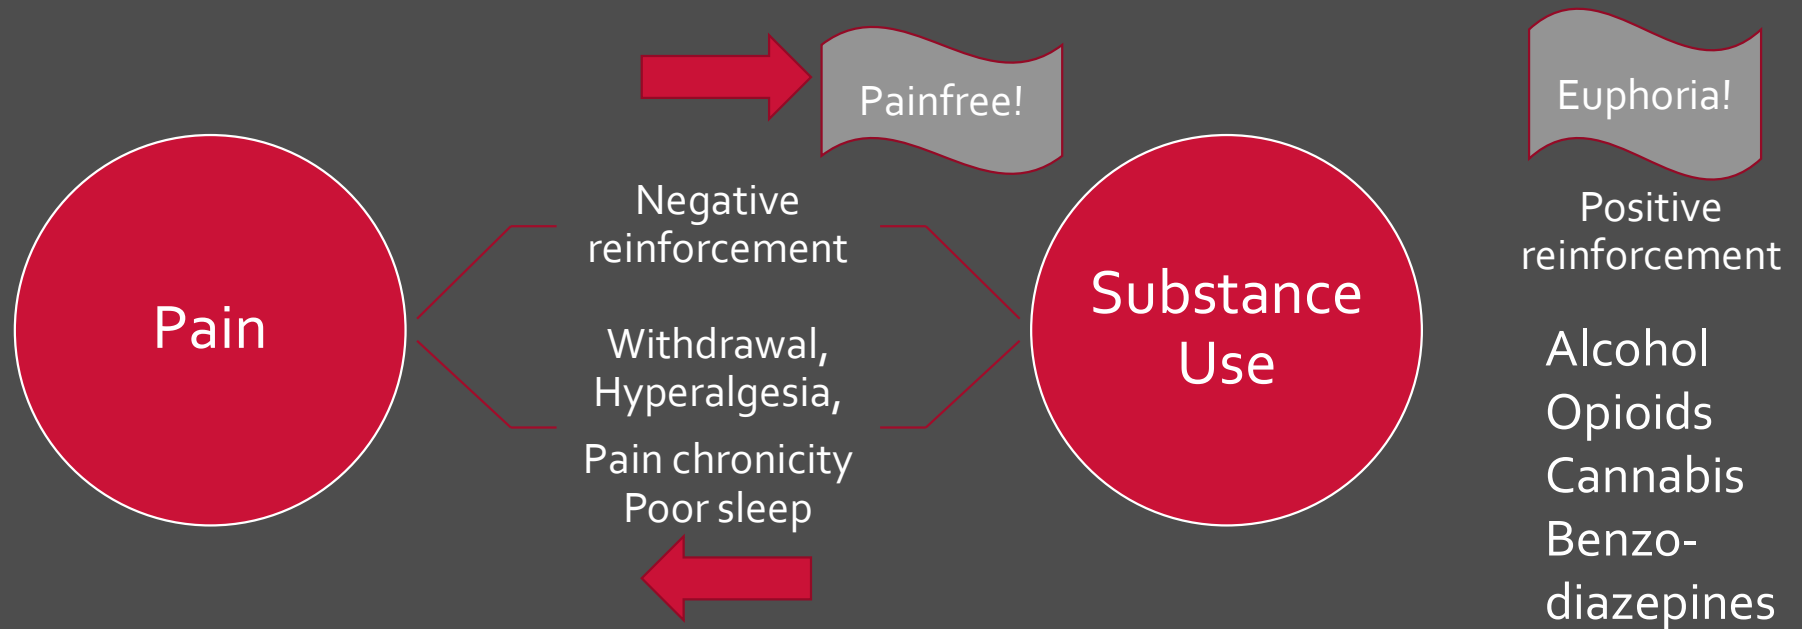 Pain
Painfree!
Negative
reinforcement
Withdrawal,
Hyperalgesia,
Pain chronicity
Poor sleep
Substance
Use
Euphoria!
Positive
reinforcement
Alcohol
Opioids
Cannabis
Benzo-
diazepines